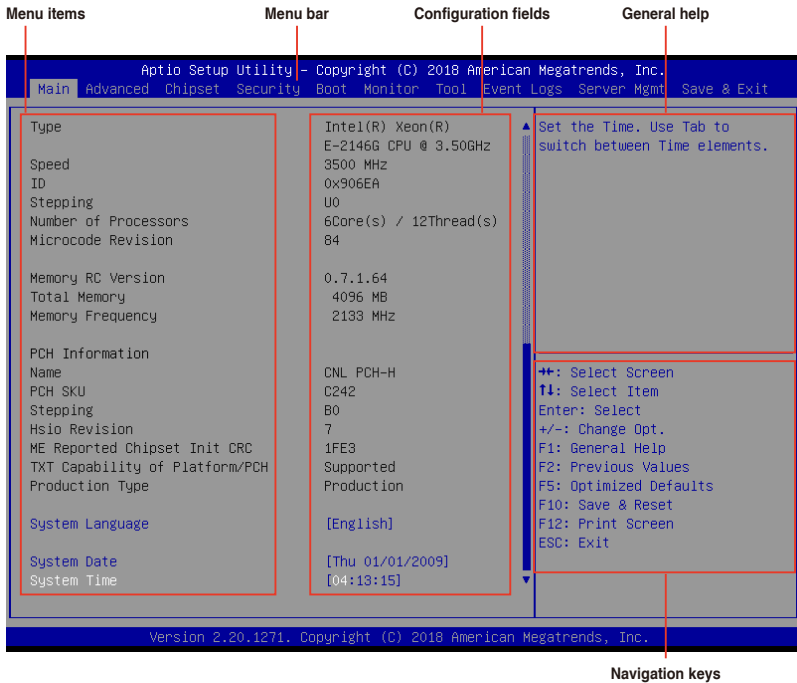 Menu items Menu bar Configuration fields General help
Aptio Setup Utility – Copyright (C) 2018 American Megatrends, Inc.
Main Advanced Chipset Security Boot Monitor Tool Event Logs Server Mgmt Save & Exit
Type Intel(R) Xeon(R)
E-2146G CPU @ 3.50GHz
Speed 3500 MHz
ID 0x906EA
Stepping U0
Number of Processors 6Core(s) / 12Thread(s)
Microcode Revision 84
Memory RC Version 0.7.1.64
Total Memory 4096 MB
Memory Frequency 2133 MHz
PCH Information
Name CNL PCH-H
PCH SKU C242
Stepping B0
Hsio Revision 7
ME Reported Chipset Init CRC 1FE3
TXT Capability of Platform/PCH Supported
Production Type Production
System Language [English]
System Date [Thu 01/01/2009]
System Time [04:13:15]
Set the Time. Use Tab to
switch between Time elements.
→←: Select Screen
↑↓: Select Item
Enter: Select
+/-: Change Opt.
F1: General Help
F2: Previous Values
F5: Optimized Defaults
F10: Save & Reset
F12: Print Screen
ESC: Exit
Version 2.20.1271. Copyright (C) 2018 American Megatrends, Inc.
Navigation keys